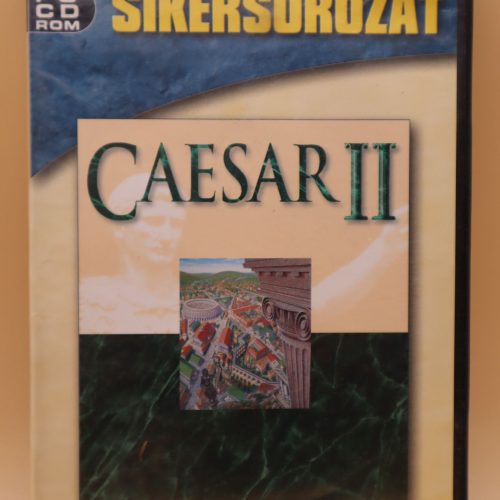 CD
ROM
SIKERSOROZAT
CAESAR II